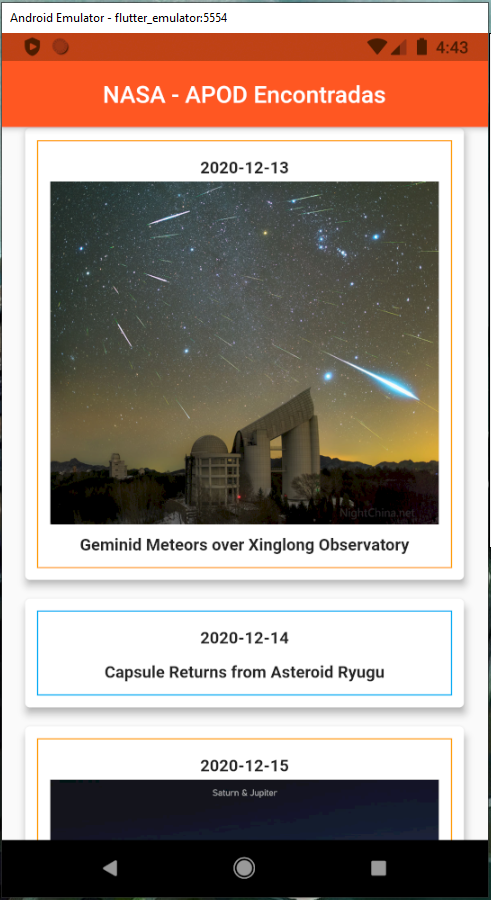 Android Emulator - flutter_emulator:5554
4:43
NASA - APOD Encontradas
2020-12-13
NightChina.net
Geminid Meteors over Xinglong Observatory
2020-12-14
Capsule Returns from Asteroid Ryugu
2020-12-15
Saturn & Jupiter